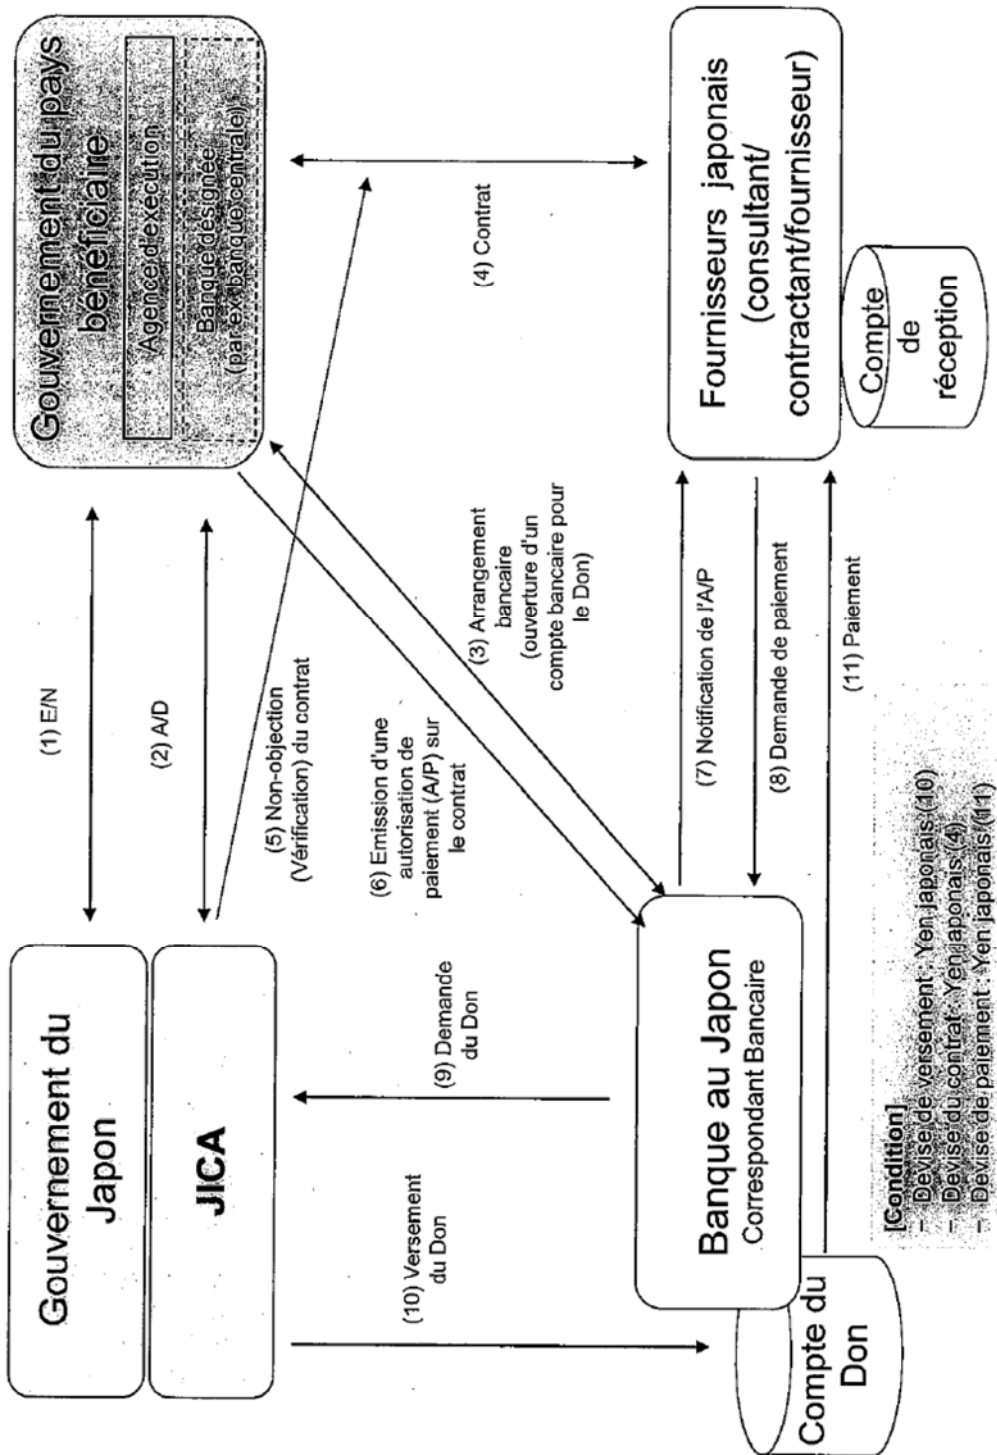 Gouvernement du
Japon
JICA
(1) E/N
(2) A/D
Gouvernement du pays
bénéficiaire
Agence d'exécution
Banque désignée
(par ex. banque centrale)
(5) Non-objection
(Vérification) du contrat
(9) Demande
du Don
(10) Versement
du Don
(6) Emission d'une
autorisation de
paiement (A/P) sur
le contrat
(3) Arrangement
bancaire
(ouverture d'un
compte bancaire pour
le Don)
(4) Contrat
Banque au Japon
Correspondant Bancaire
Compte du
Don
(7) Notification de l'A/P
(8) Demande de paiement
(11) Paiement
Fournisseurs japonais
(consultant/
contractant/fournisseur)
Compte
de
réception
[Condition]
– Devise de versement : Yen japonais (10)
– Devise du contrat : Yen japonais (4)
– Devise de paiement : Yen japonais (11)